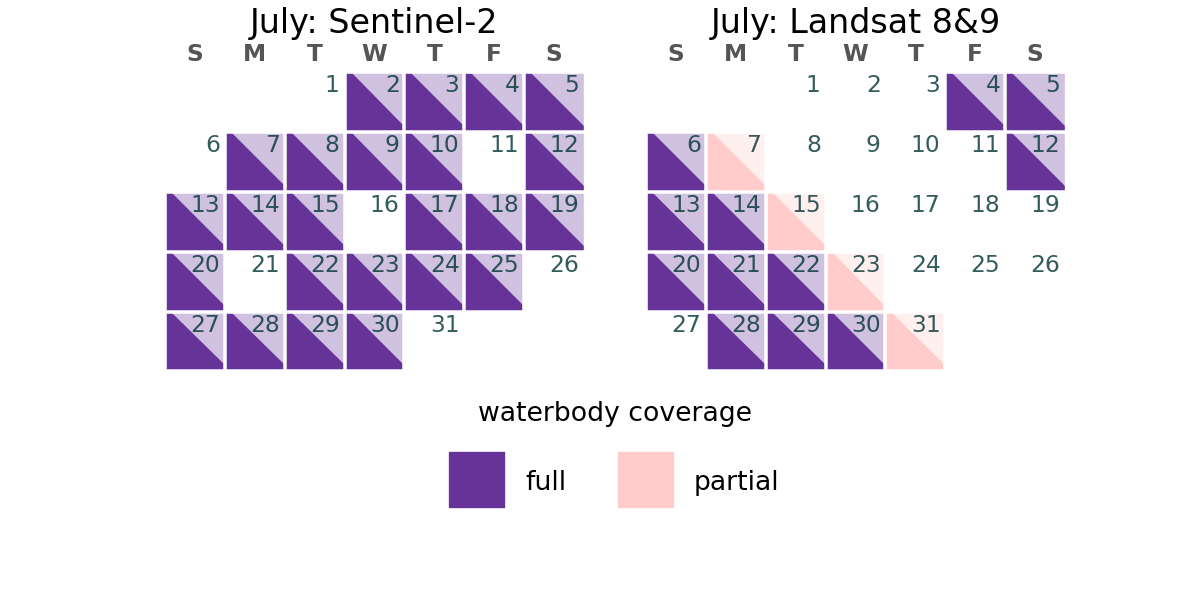 July: Sentinel-2
S M T W T F S
1 2 3 4 5
6 7 8 9 10 11 12
13 14 15 16 17 18 19
20 21 22 23 24 25 26
27 28 29 30 31
July: Landsat 8&9
S M T W T F S
1 2 3 4 5
6 7 8 9 10 11 12
13 14 15 16 17 18 19
20 21 22 23 24 25 26
27 28 29 30 31
waterbody coverage
full partial